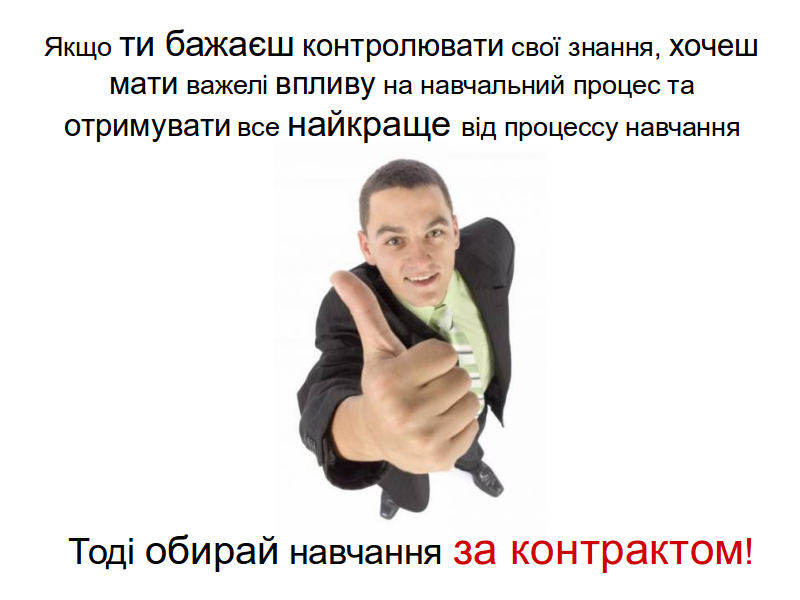 Якщо ти бажаєш контролювати свої знання, хочеш
мати важелі впливу на навчальний процес та
отримувати все найкраще від процессу навчання
Тоді обирай навчання за контрактом!